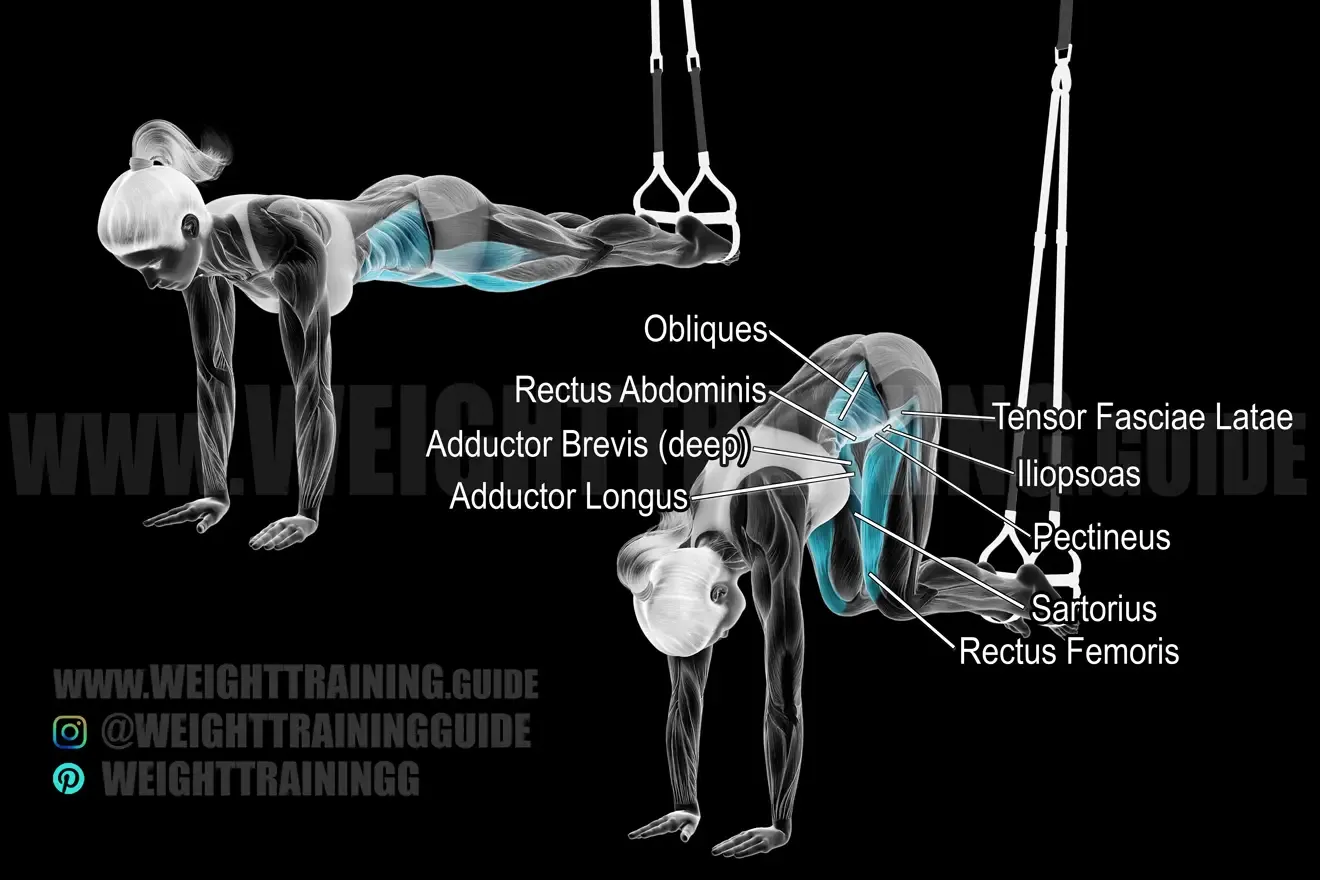 Obliques
Rectus Abdominis
Adductor Brevis (deep)
Adductor Longus
Tensor Fasciae Latae
Iliopsoas
Pectineus
Sartorius
Rectus Femoris
www.WEIGHTTRAINING.GUIDE
www.WEIGHTTRAINING.GUIDE
@WEIGHTTRAININGGUIDE
WEIGHTTRAININGG